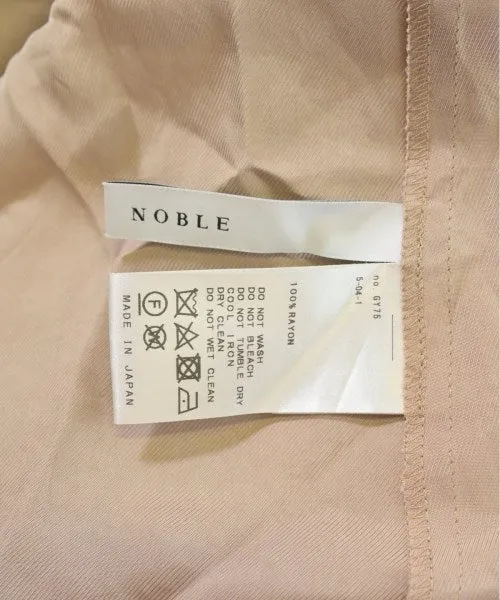 NOBLE
no. GY76
5-04-1
100%RAYON
DO NOT WASH
DO NOT BLEACH
DO NOT TUMBLE DRY
COOL IRON
DRY CLEAN
DO NOT WET CLEAN
F
MADE IN JAPAN